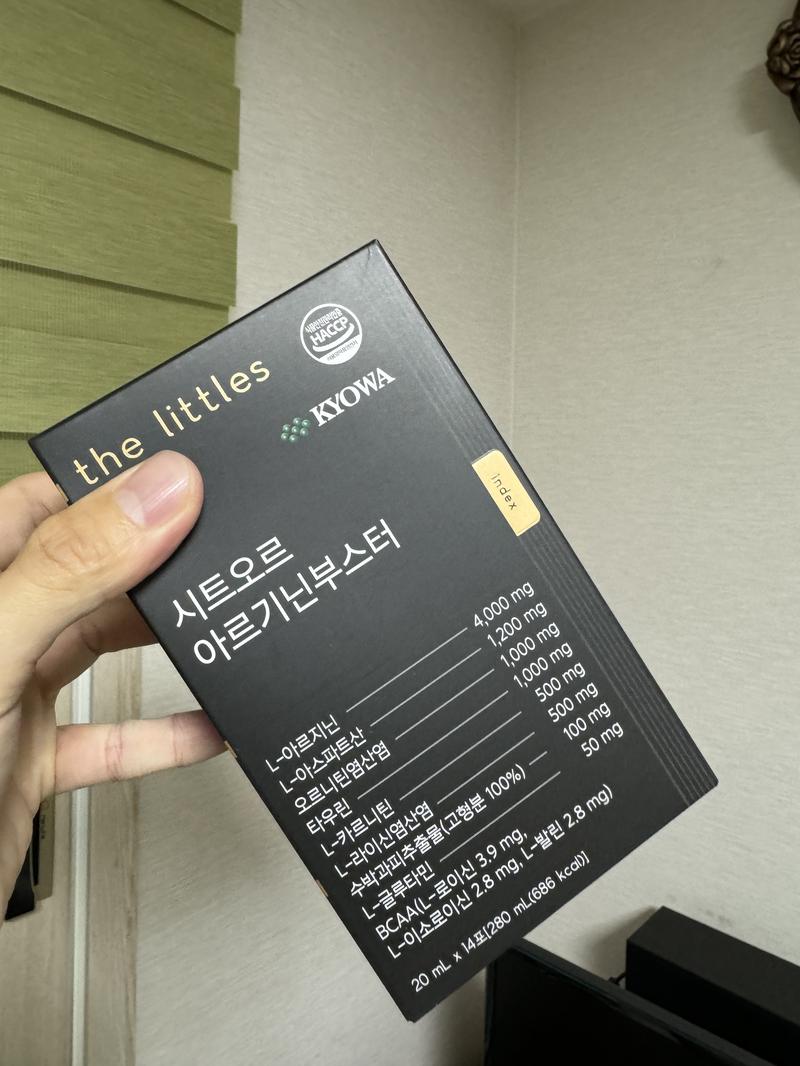 the littles
HACCP
KYOWA
index
시트오르
아르기닌부스터
L-아르지닌 4,000 mg
L-아스파트산 1,200 mg
오르니틴염산염 1,000 mg
타우린 1,000 mg
L-카르니틴 500 mg
L-라이신염산염 500 mg
수박과피추출물(고형분 100%) 100 mg
L-글루타민 50 mg
BCAA(L-로이신 3.9 mg,
L-이소로이신 2.8 mg, L-발린 2.8 mg)
20 mL x 14포[280 mL(686 kcal)]